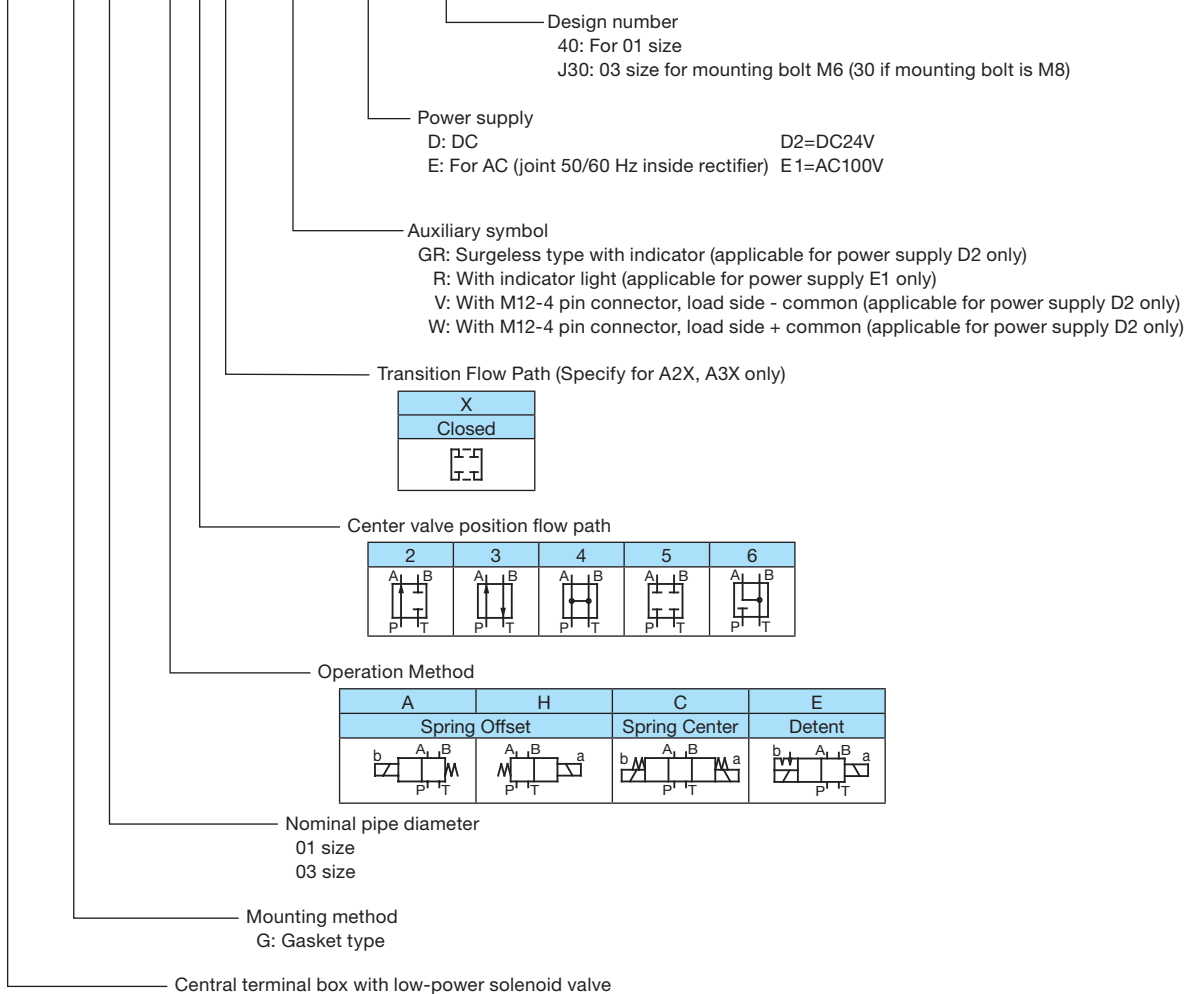 Design number
40: For 01 size
J30: 03 size for mounting bolt M6 (30 if mounting bolt is M8)
Power supply
D: DC D2=DC24V
E: For AC (joint 50/60 Hz inside rectifier) E1=AC100V
Auxiliary symbol
GR: Surgeless type with indicator (applicable for power supply D2 only)
R: With indicator light (applicable for power supply E1 only)
V: With M12-4 pin connector, load side - common (applicable for power supply D2 only)
W: With M12-4 pin connector, load side + common (applicable for power supply D2 only)
Transition Flow Path (Specify for A2X, A3X only)
X
Closed
Center valve position flow path
2 3 4 5 6
A B A B A B A B A B
P T P T P T P T P T
Operation Method
A H C E
Spring Offset Spring Center Detent
b A B A B a b A B a b A B a
P T P T P T P T
Nominal pipe diameter
01 size
03 size
Mounting method
G: Gasket type
Central terminal box with low-power solenoid valve